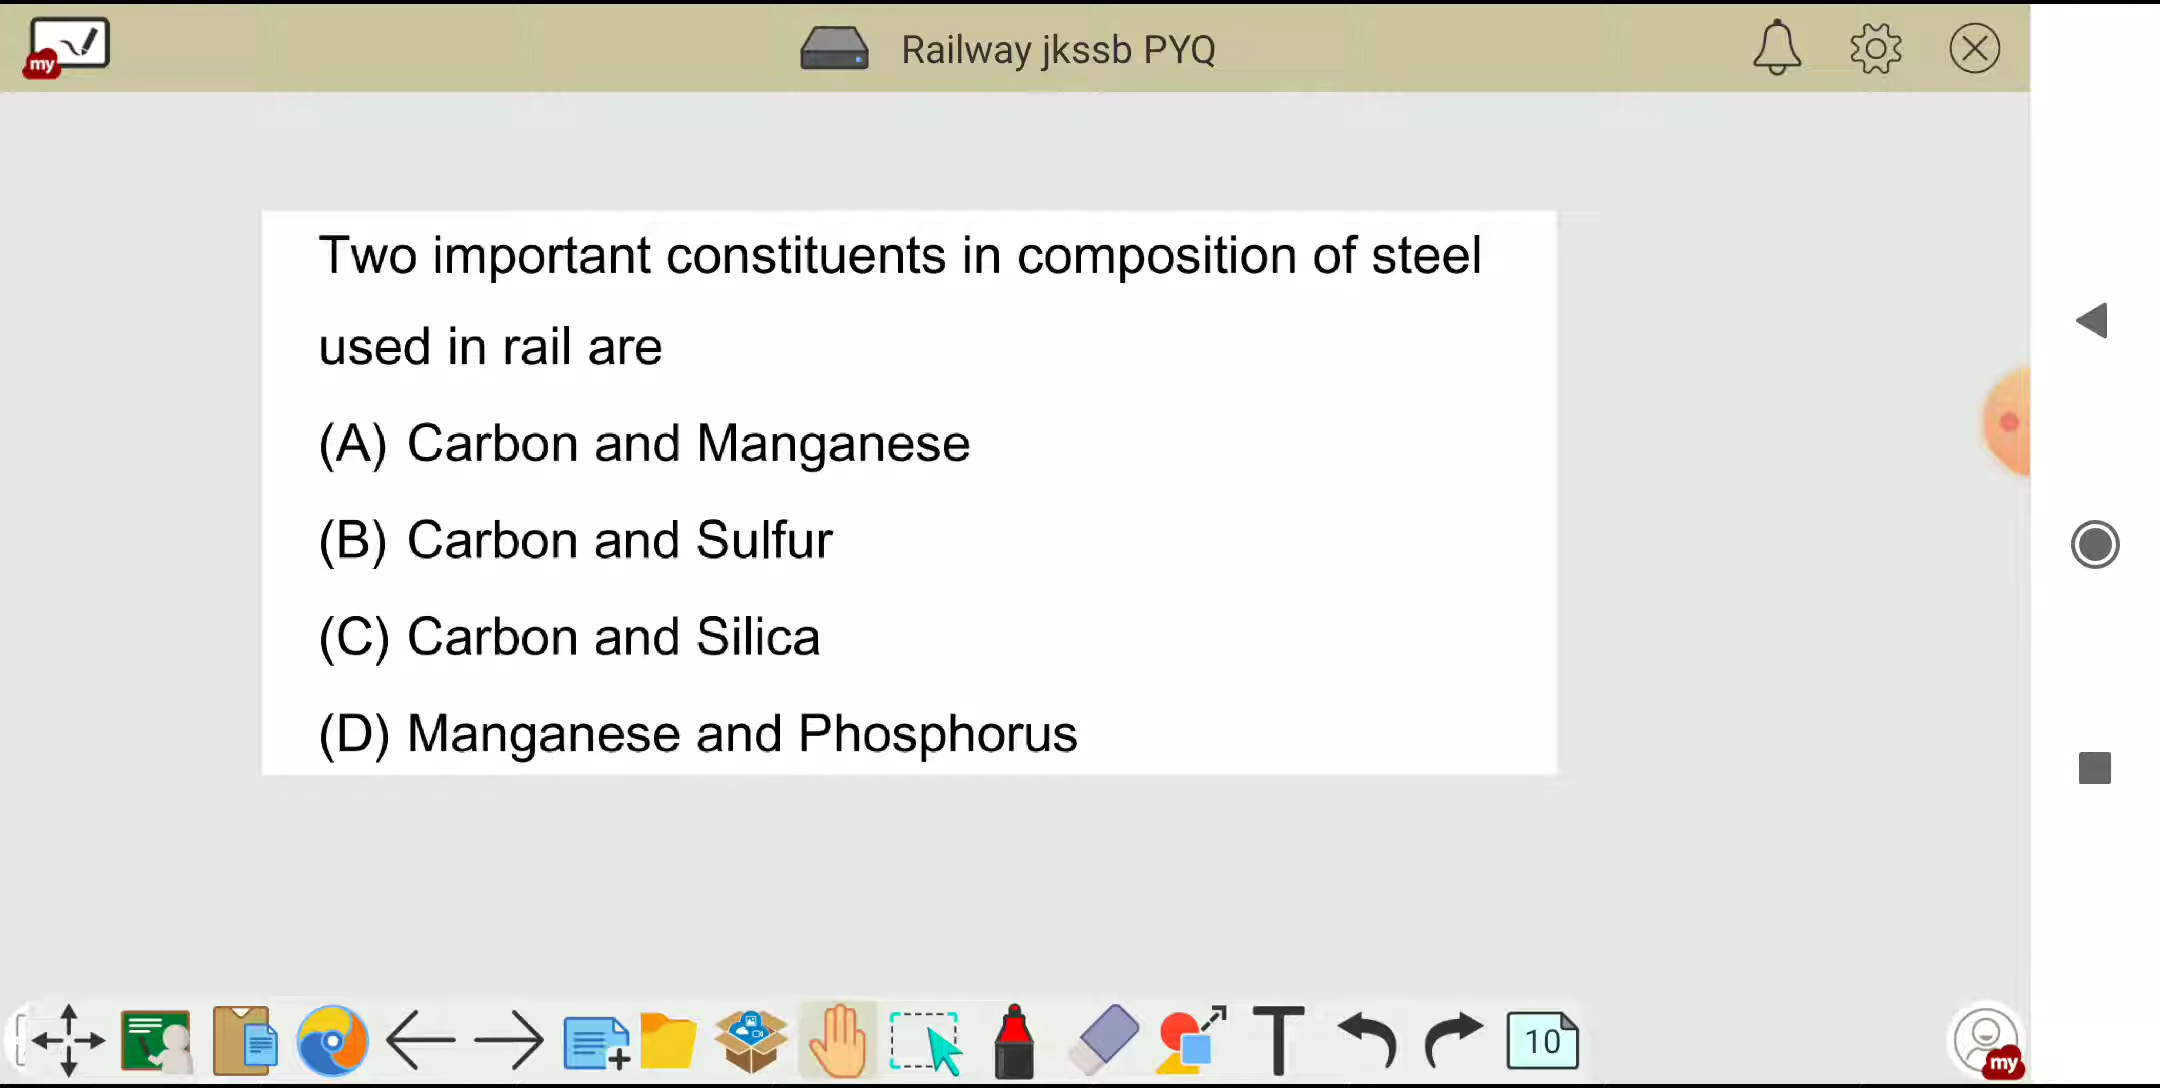 my
Railway jkssb PYQ
Two important constituents in composition of steel
used in rail are
(A) Carbon and Manganese
(B) Carbon and Sulfur
(C) Carbon and Silica
(D) Manganese and Phosphorus
T
10
my